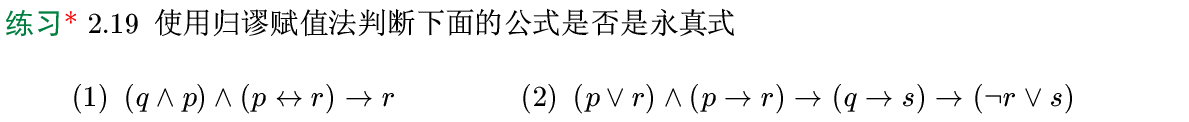 练习* 2.19 使用归谬赋值法判断下面的公式是否是永真式
(1) (q ∧ p) ∧ (p ↔ r) → r (2) (p ∨ r) ∧ (p → r) → (q → s) → (¬r ∨ s)